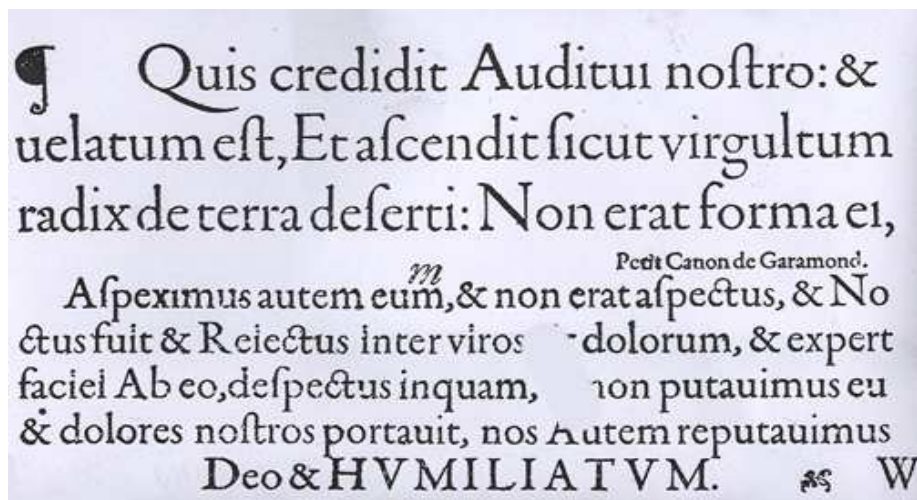 ¶ Quis credidit Auditui noſtro: &
uelatum eſt, Et aſcendit ſicut virgultum
radix de terra deſerti: Non erat forma ei,
Petit Canon de Garamond.
m
Aſpeximus autem eum, & non erat aſpectus, & No
ctus fuit & Reiectus inter viros dolorum, & expert
faciei Ab eo, deſpectus inquam, non putauimus eu
& dolores noſtros portauit, nos Autem reputauimus
Deo & HVMILIATVM. W